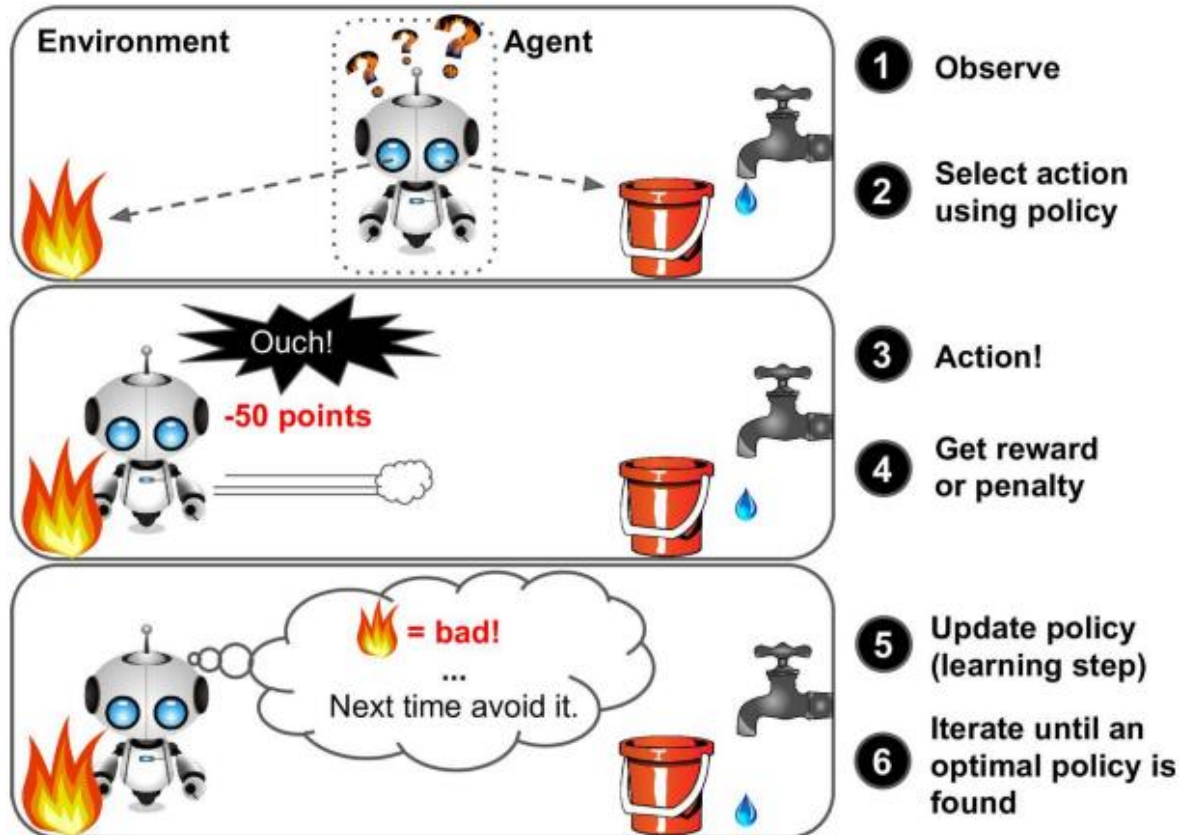 Environment
Agent
1 Observe
2 Select action
using policy
Ouch!
-50 points
3 Action!
4 Get reward
or penalty
= bad!
...
Next time avoid it.
5 Update policy
(learning step)
6 Iterate until an
optimal policy is
found